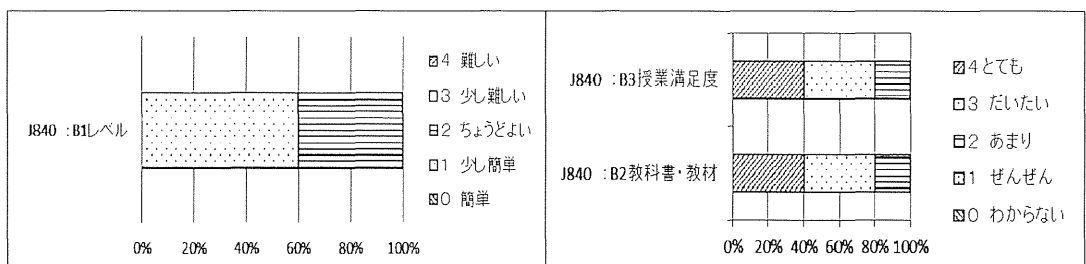 J840 :B1レベル
4 難しい
3 少し難しい
2 ちょうどよい
1 少し簡単
0 簡単
0% 20% 40% 60% 80% 100%
J840 :B3授業満足度
J840 :B2教科書・教材
4とても
3 だいたい
2 あまり
1 ぜんぜん
0 わからない
0% 20% 40% 60% 80% 100%